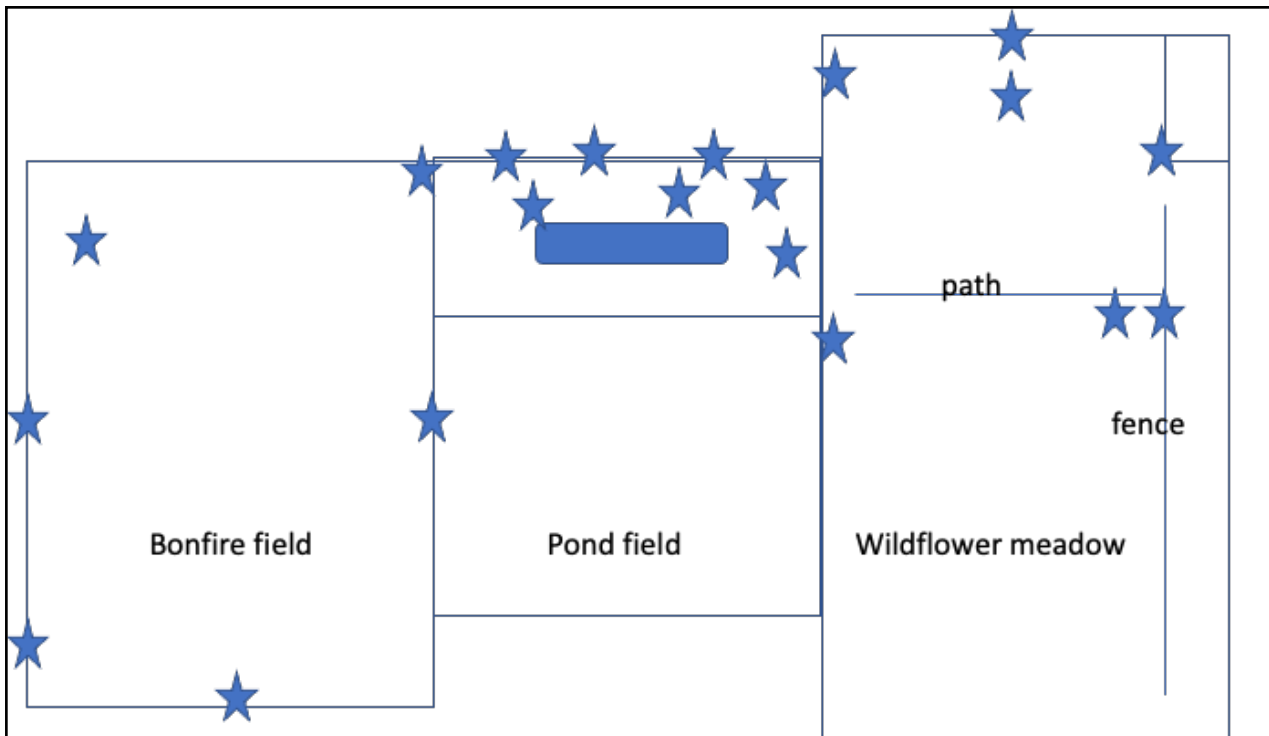 path
fence
Bonfire field
Pond field
Wildflower meadow